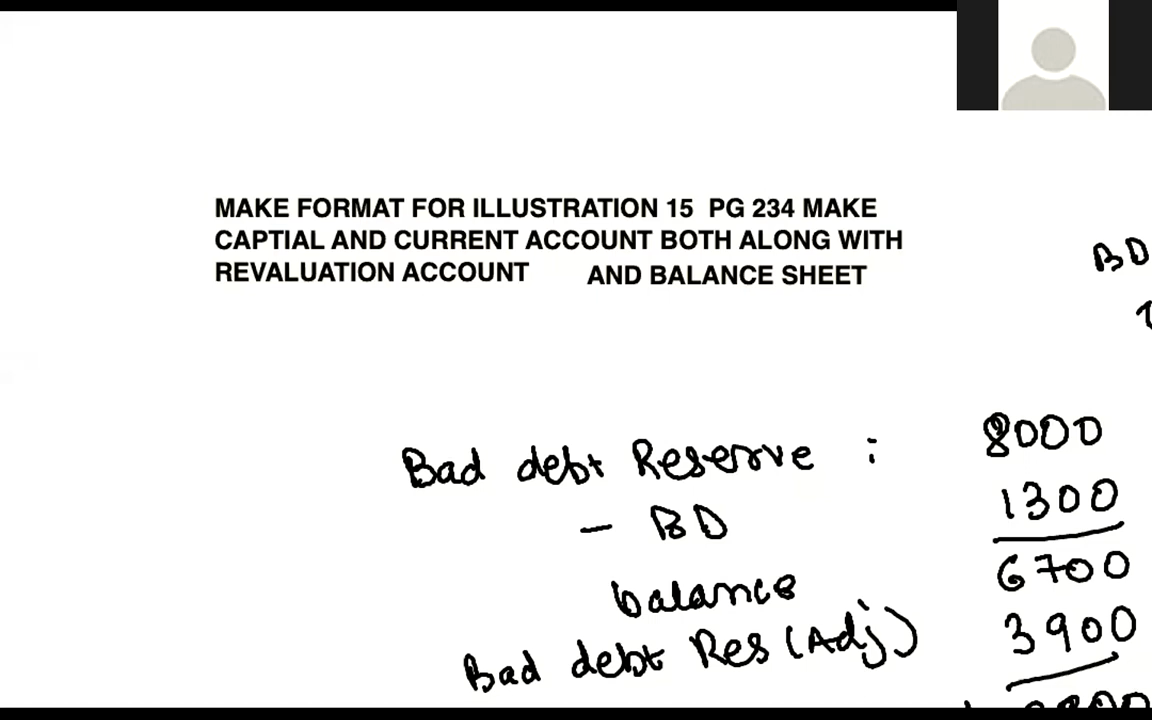 MAKE FORMAT FOR ILLUSTRATION 15 PG 234 MAKE
CAPTIAL AND CURRENT ACCOUNT BOTH ALONG WITH
REVALUATION ACCOUNT AND BALANCE SHEET
BD
Bad debt Reserve : 8000
- BD 1300
balance 6700
Bad debt Res (Adj) 3900